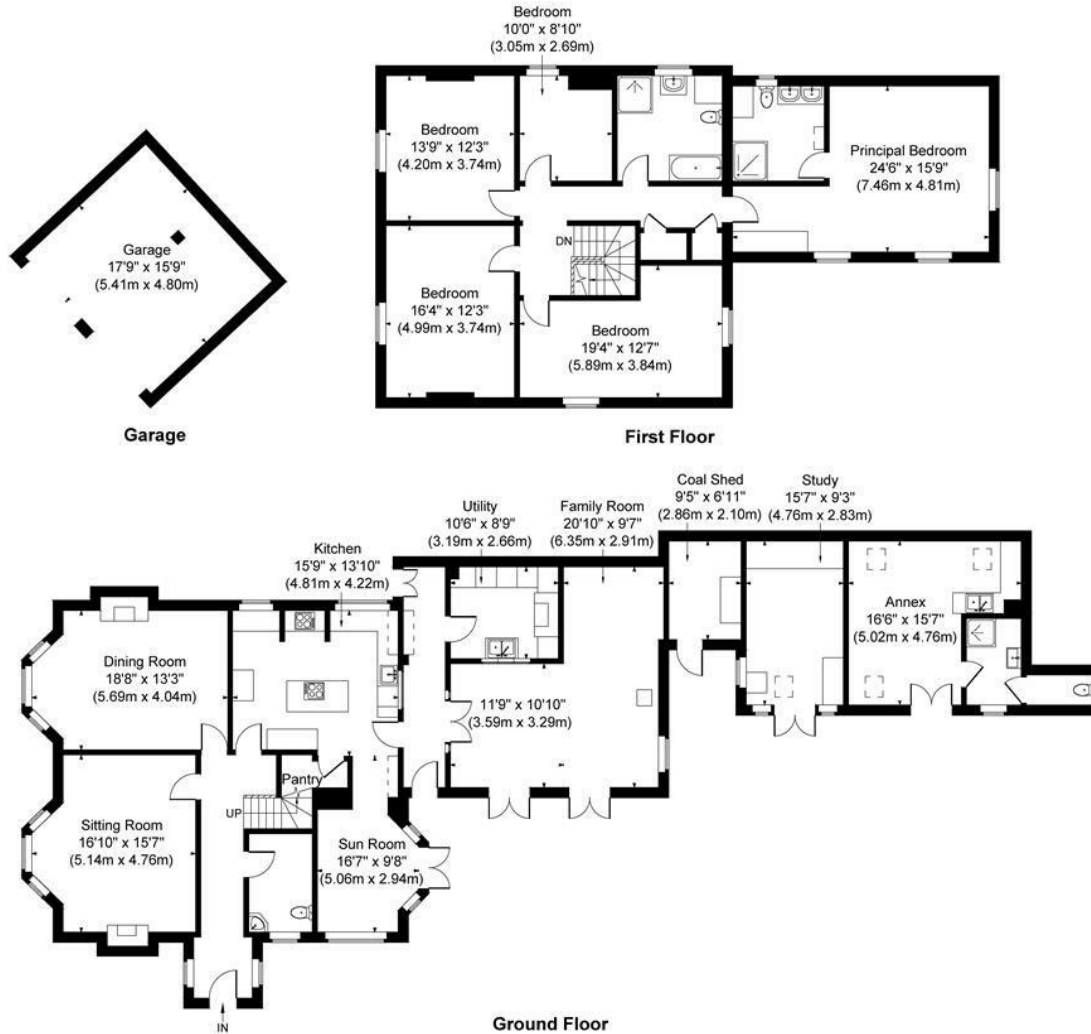 Bedroom
10'0" x 8'10"
(3.05m x 2.69m)
Bedroom
13'9" x 12'3"
(4.20m x 3.74m)
Principal Bedroom
24'6" x 15'9"
(7.46m x 4.81m)
Garage
17'9" x 15'9"
(5.41m x 4.80m)
DN
Bedroom
16'4" x 12'3"
(4.99m x 3.74m)
Bedroom
19'4" x 12'7"
(5.89m x 3.84m)
Garage
First Floor
Coal Shed
9'5" x 6'11"
(2.86m x 2.10m)
Study
15'7" x 9'3"
(4.76m x 2.83m)
Utility
10'6" x 8'9"
(3.19m x 2.66m)
Family Room
20'10" x 9'7"
(6.35m x 2.91m)
Kitchen
15'9" x 13'10"
(4.81m x 4.22m)
Annex
16'6" x 15'7"
(5.02m x 4.76m)
Dining Room
18'8" x 13'3"
(5.69m x 4.04m)
11'9" x 10'10"
(3.59m x 3.29m)
Pantry
UP
Sitting Room
16'10" x 15'7"
(5.14m x 4.76m)
Sun Room
16'7" x 9'8"
(5.06m x 2.94m)
IN
Ground Floor